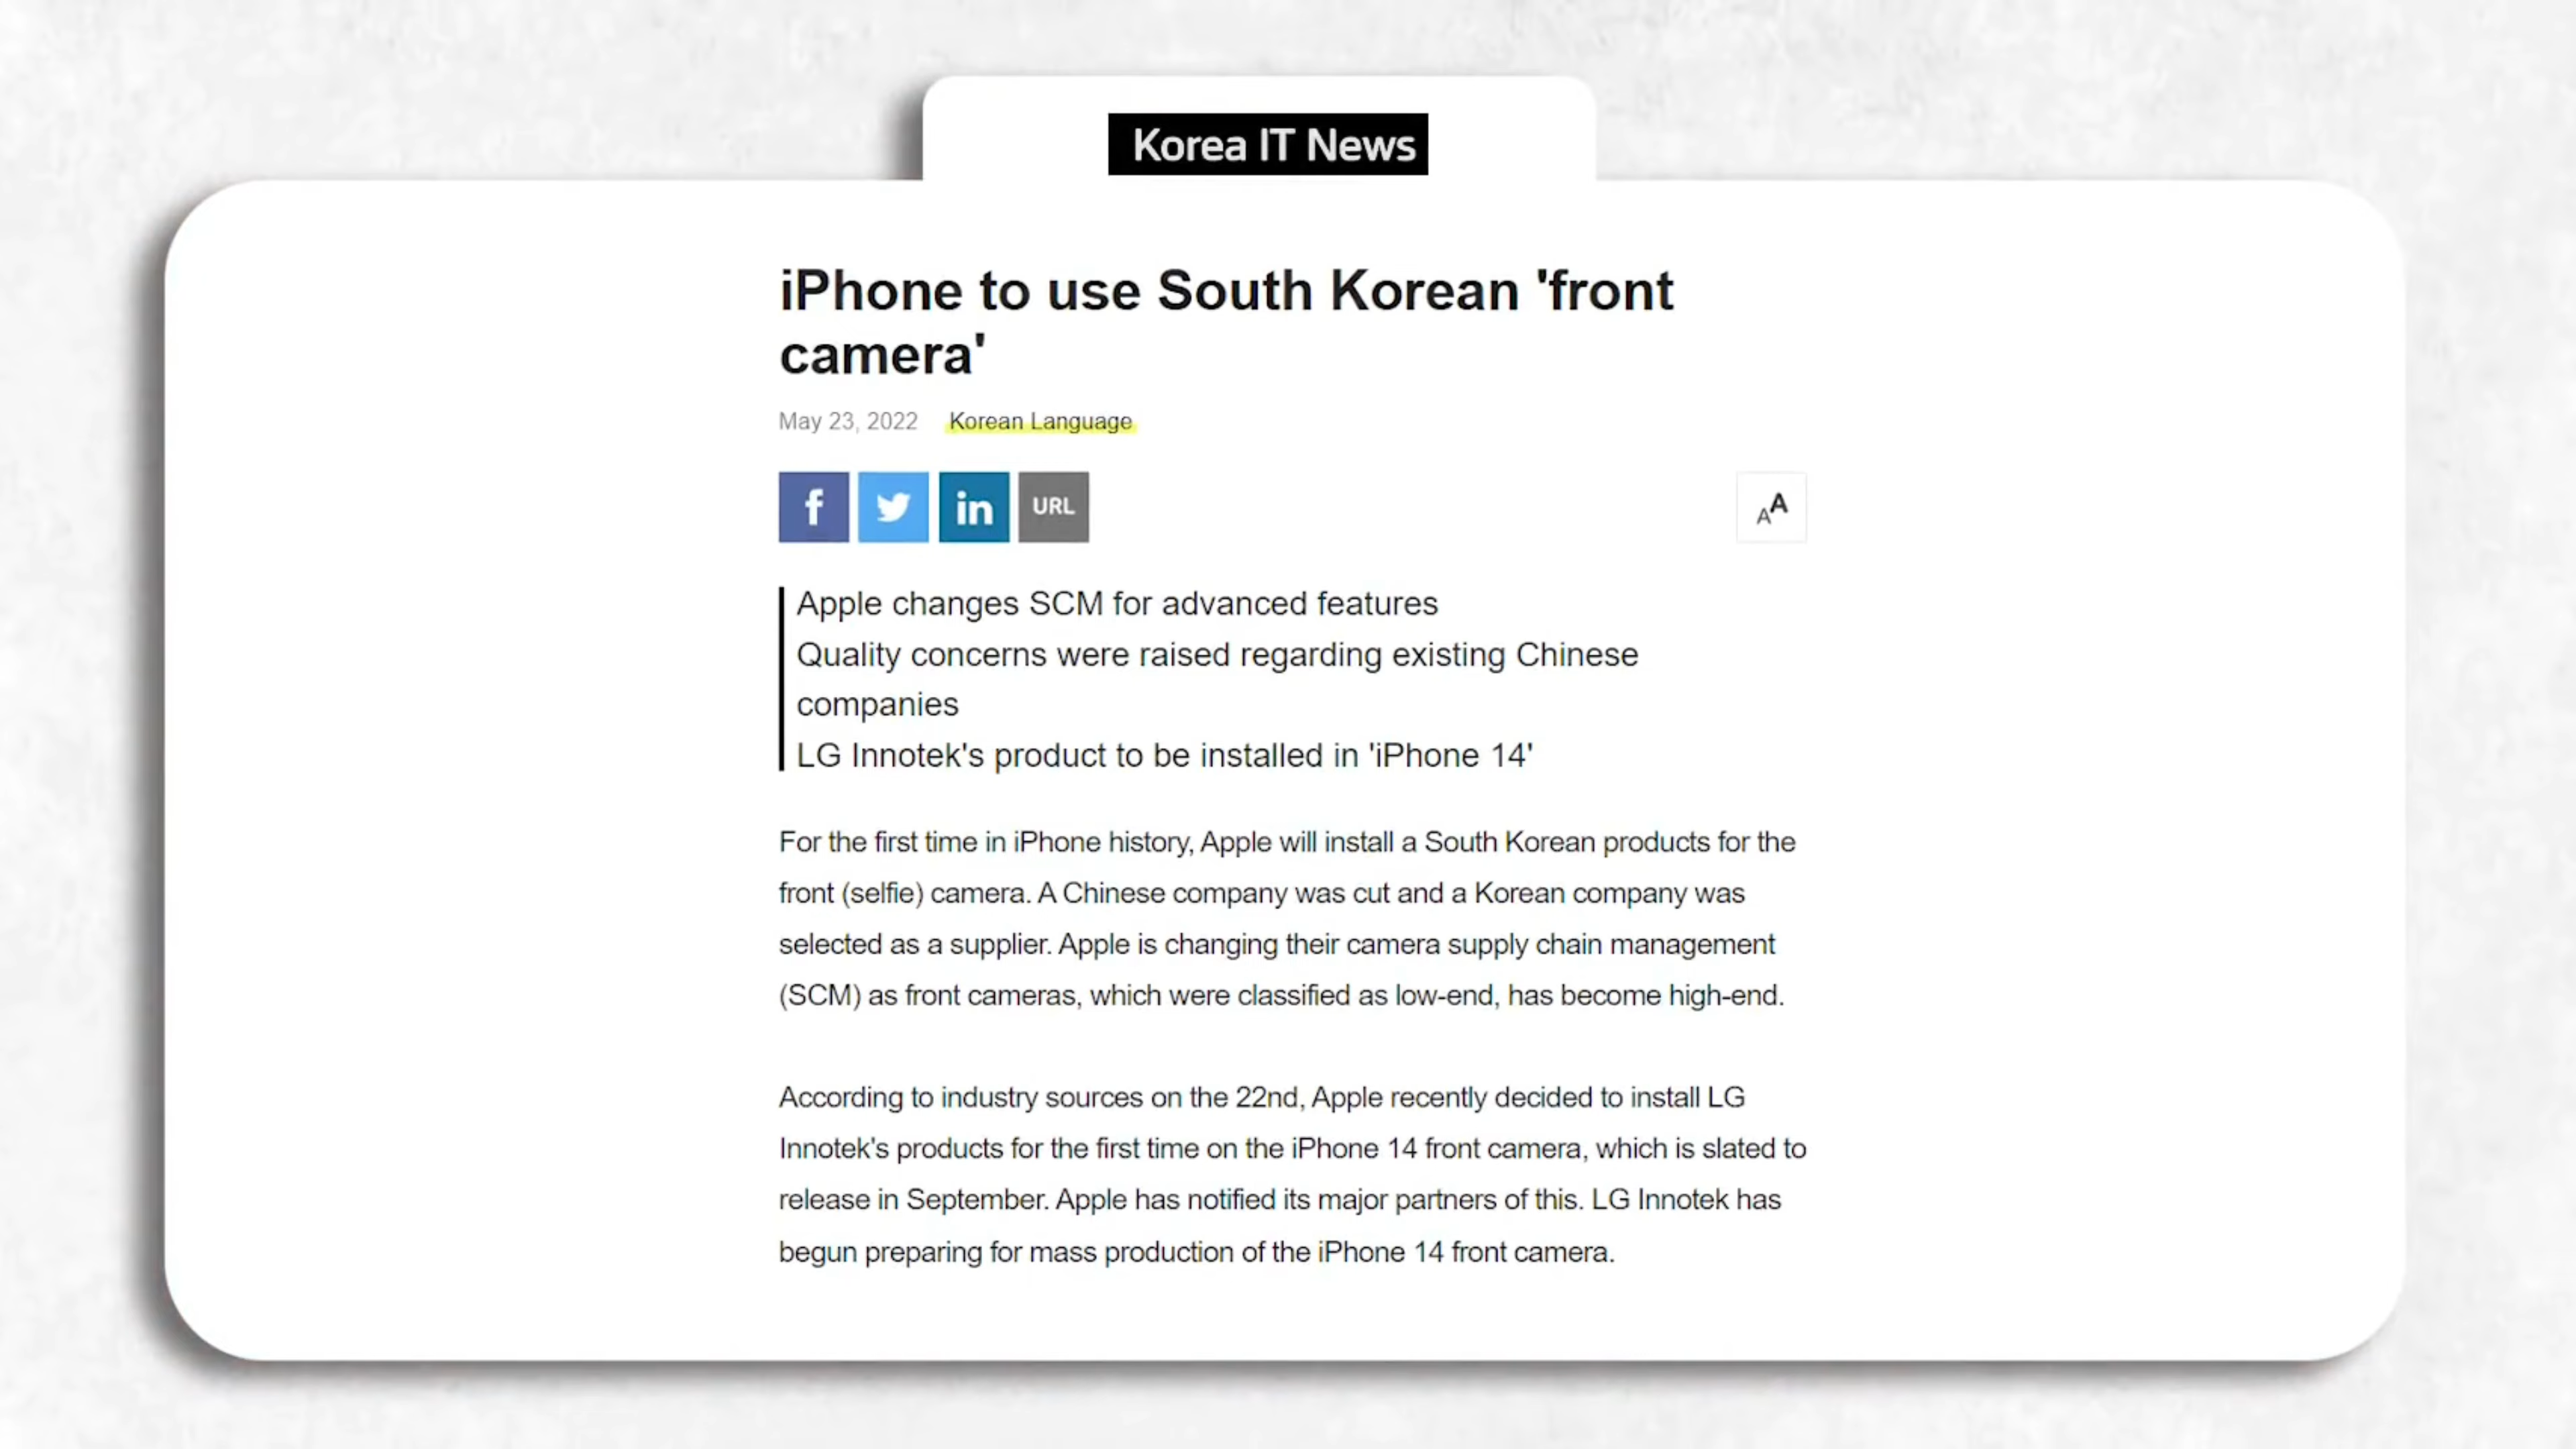 Korea IT News
iPhone to use South Korean 'front
camera'
May 23, 2022 Korean Language
f in URL AA
Apple changes SCM for advanced features
Quality concerns were raised regarding existing Chinese
companies
LG Innotek's product to be installed in 'iPhone 14'
For the first time in iPhone history, Apple will install a South Korean products for the
front (selfie) camera. A Chinese company was cut and a Korean company was
selected as a supplier. Apple is changing their camera supply chain management
(SCM) as front cameras, which were classified as low-end, has become high-end.
According to industry sources on the 22nd, Apple recently decided to install LG
Innotek's products for the first time on the iPhone 14 front camera, which is slated to
release in September. Apple has notified its major partners of this. LG Innotek has
begun preparing for mass production of the iPhone 14 front camera.